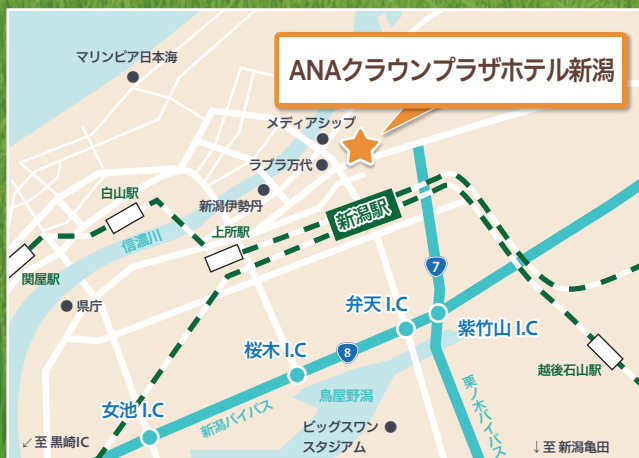 マリンピア日本海
ANAクラウンプラザホテル新潟
メディアシップ
ラブラ万代
新潟伊勢丹
白山駅
信濃川
上所駅
新潟駅
関屋駅
県庁
7
弁天 I.C
紫竹山 I.C
桜木 I.C
8
越後石山駅
鳥屋野潟
女池 I.C
新潟バイパス
栗ノ木バイパス
ビッグスワン
スタジアム
↙至 黒崎IC
↓至 新潟亀田